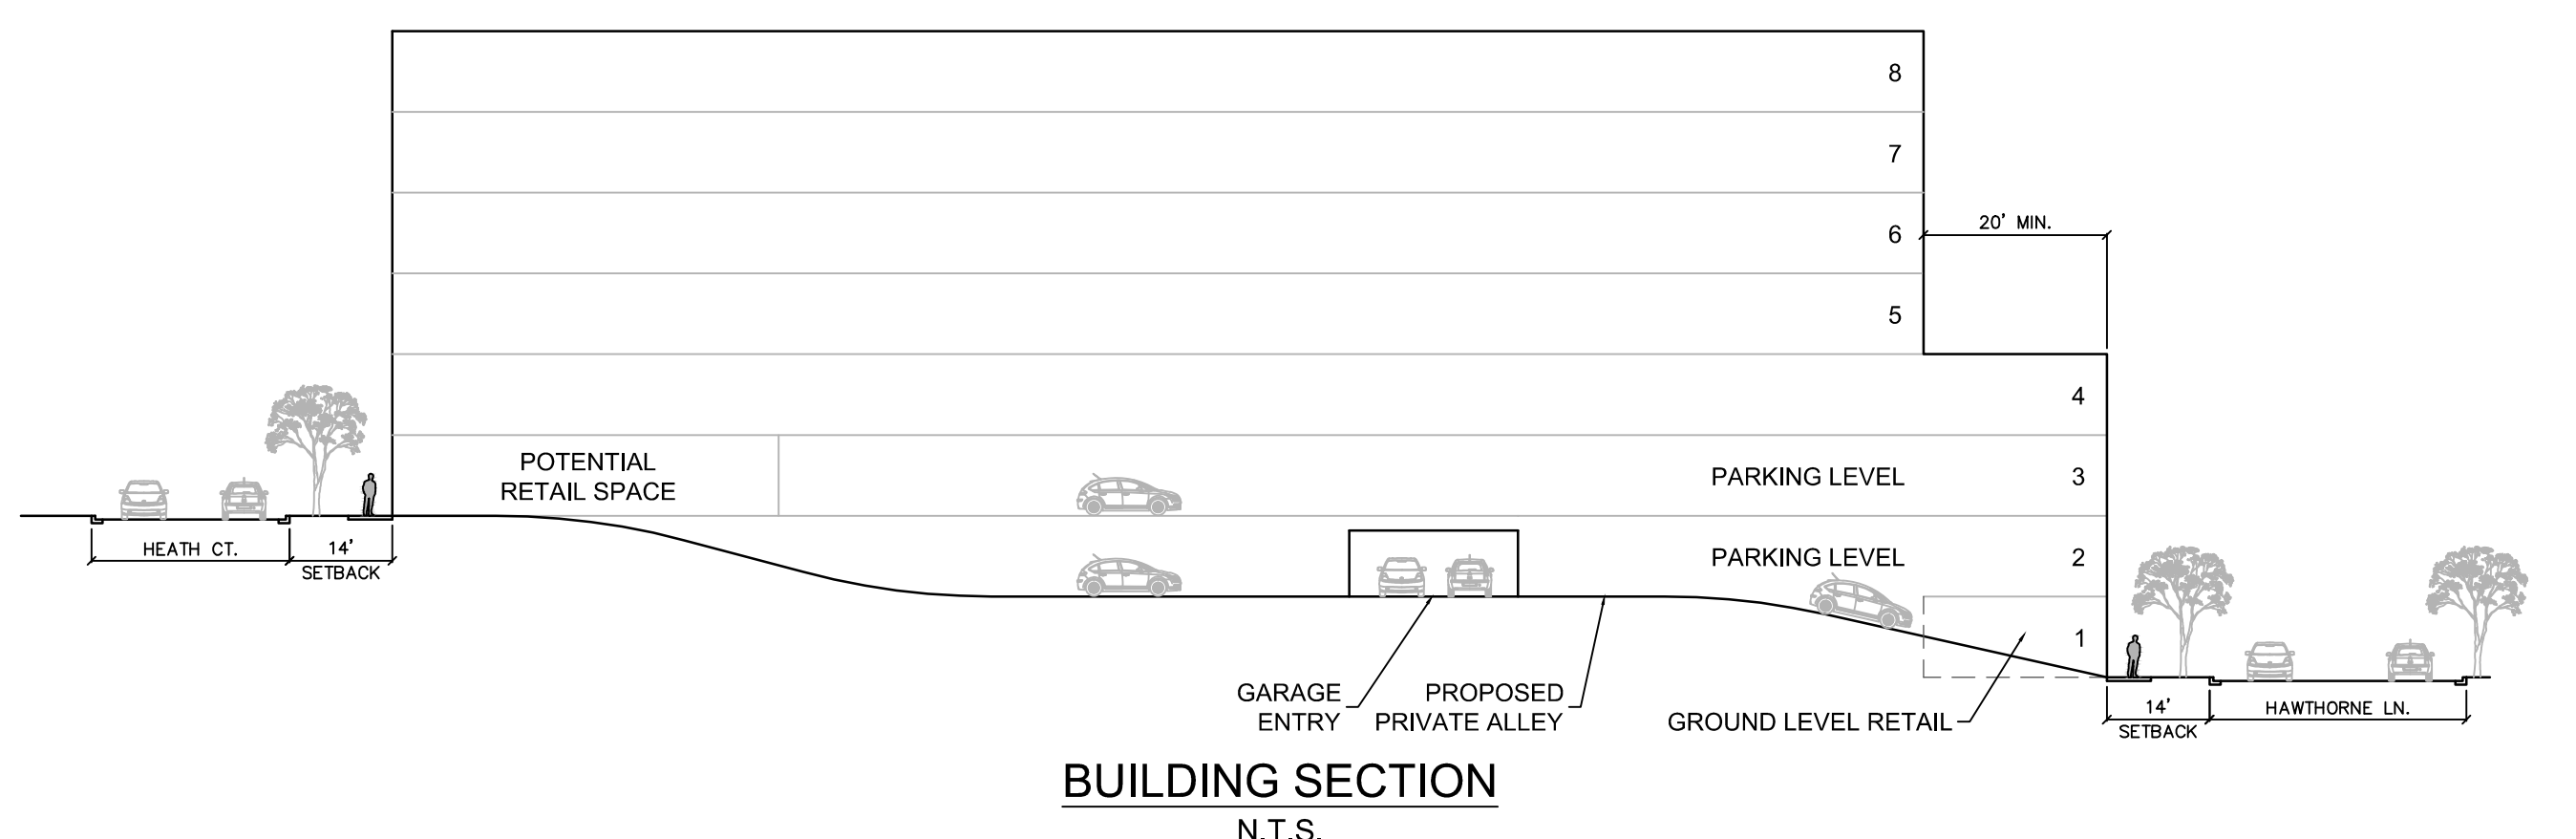 8
7
20' MIN.
6
5
4
POTENTIAL
RETAIL SPACE
PARKING LEVEL 3
HEATH CT.
14'
SETBACK
PARKING LEVEL 2
1
GARAGE
ENTRY
PROPOSED
PRIVATE ALLEY
GROUND LEVEL RETAIL
14'
SETBACK
HAWTHORNE LN.
BUILDING SECTION
N.T.S.